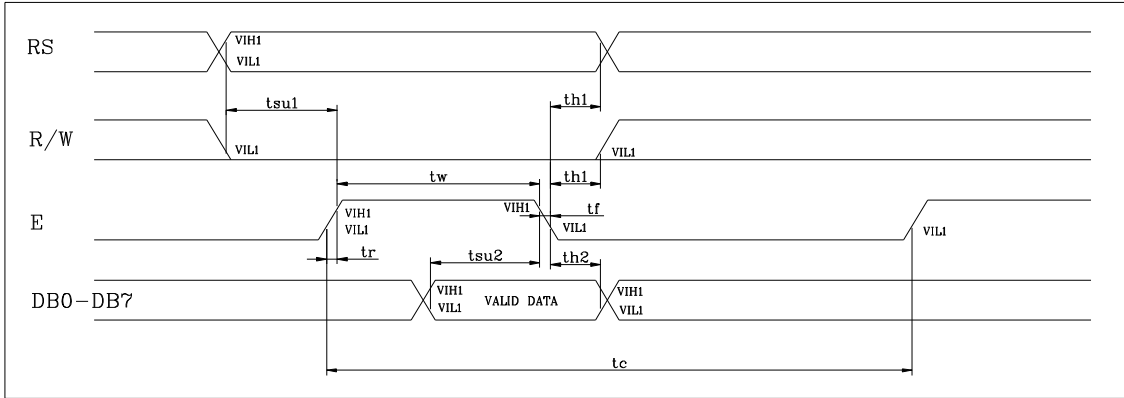 RS
VIH1
VIL1
tsu1
th1
R/W
VIL1
VIL1
tw
th1
E
VIH1
VIL1
VIH1
tf
VIL1
VIL1
tr
tsu2
th2
DB0-DB7
VIH1
VIL1
VALID DATA
VIH1
VIL1
tc